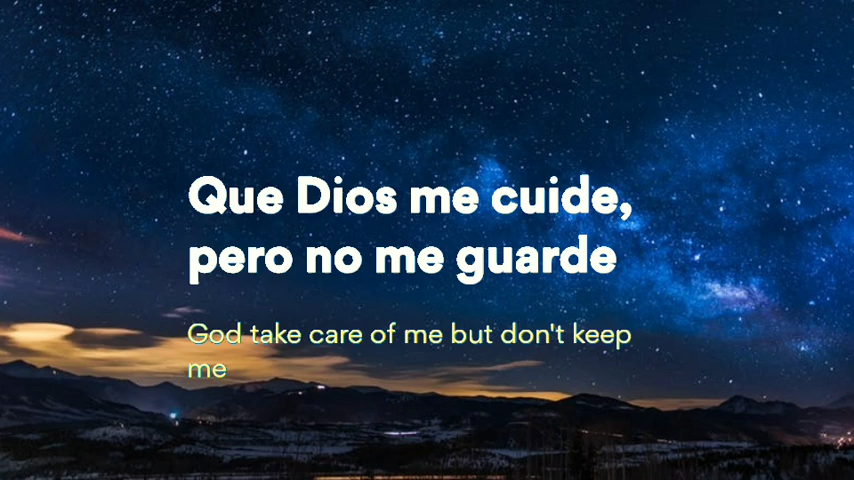 Que Dios me cuide,
pero no me guarde
God take care of me but don't keep
me